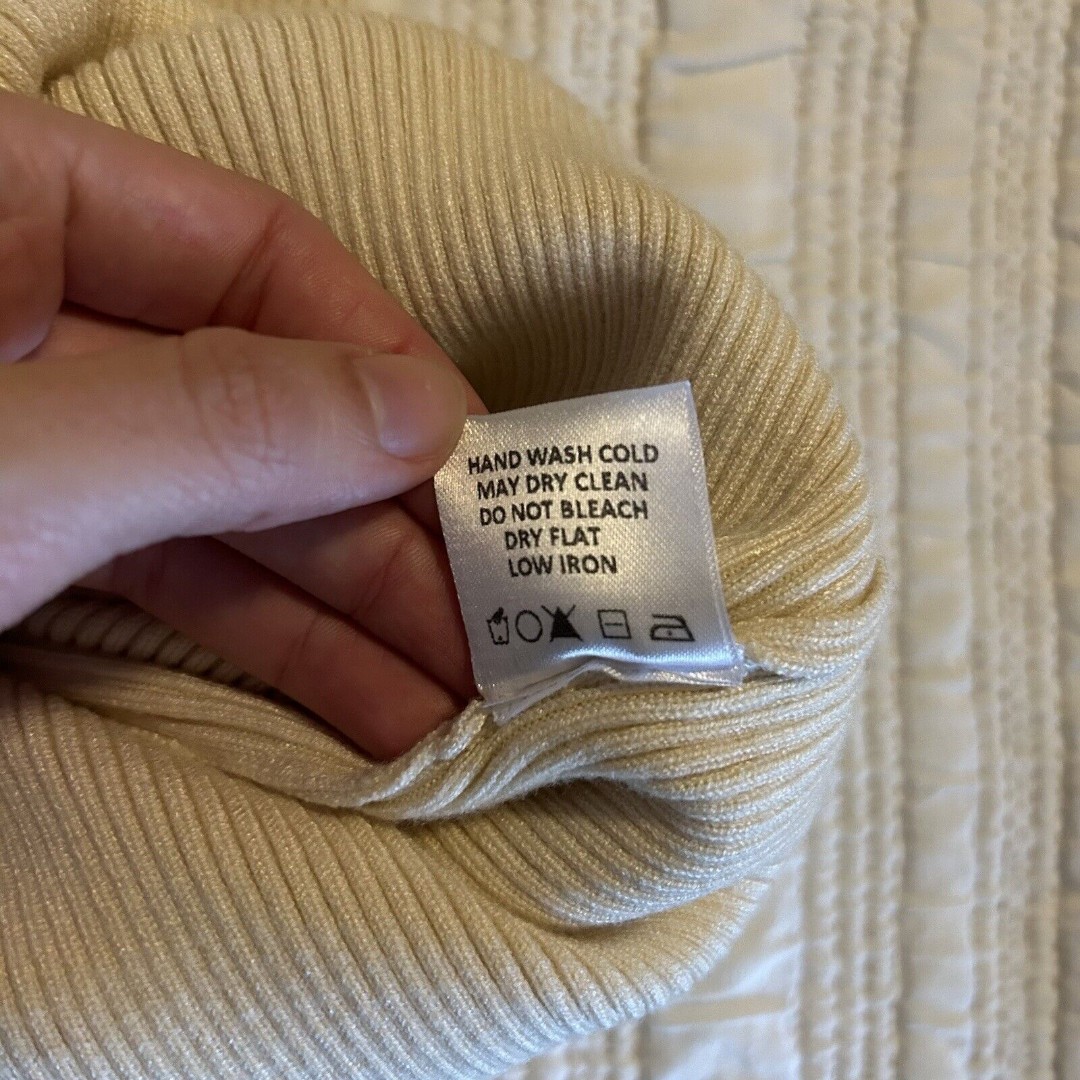 HAND WASH COLD
MAY DRY CLEAN
DO NOT BLEACH
DRY FLAT
LOW IRON